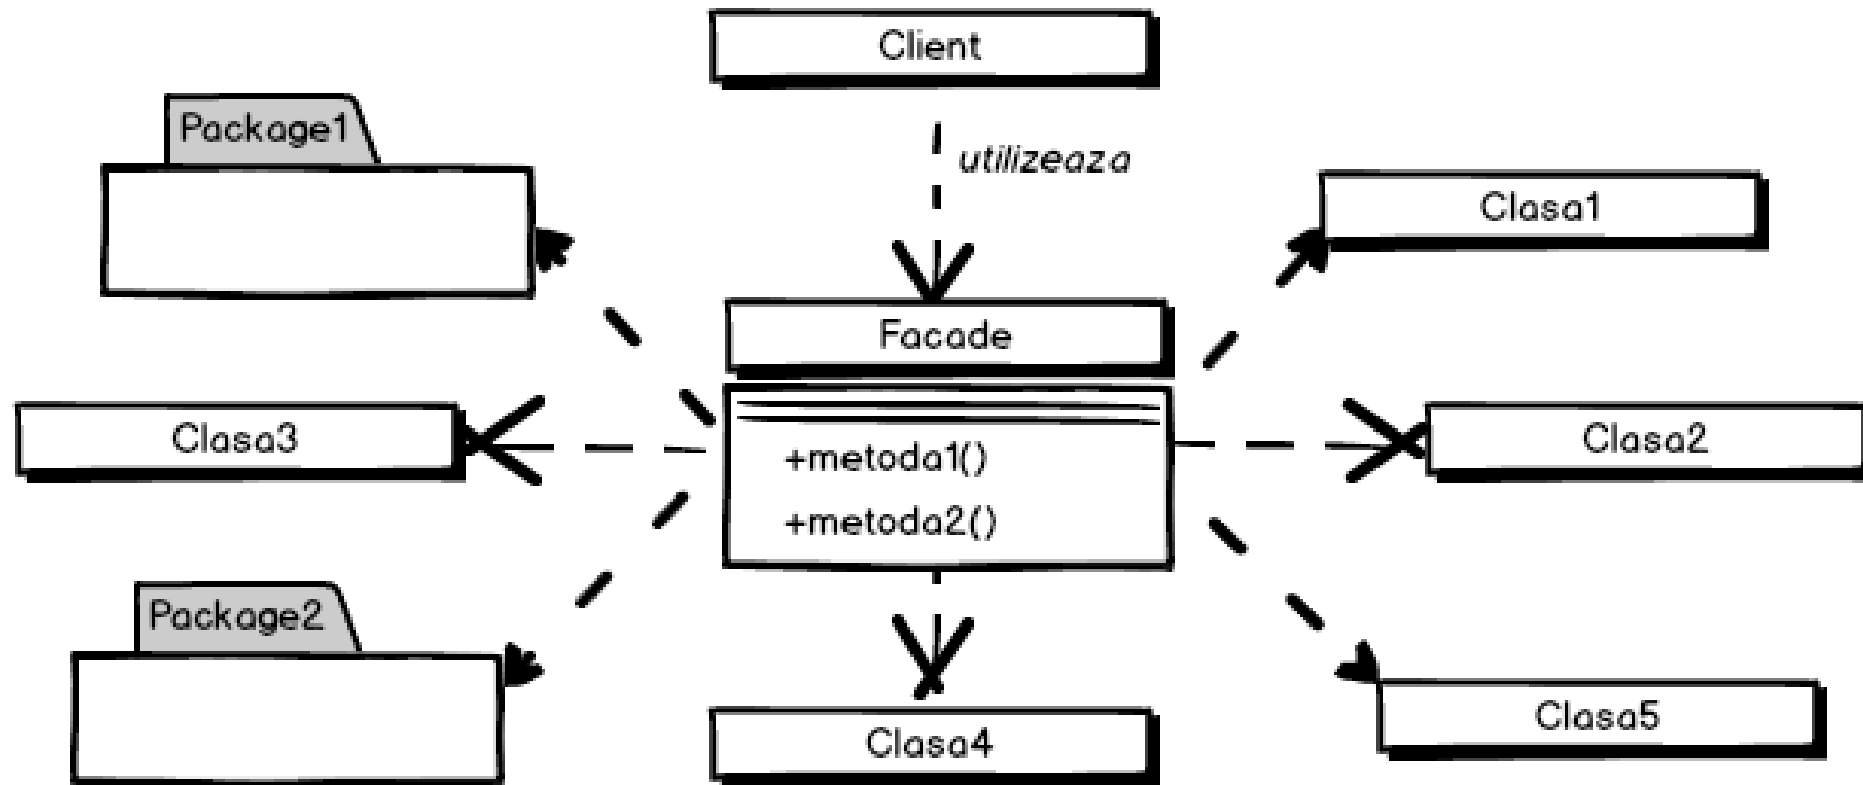 Client
Package1
utilizeaza
Clasa1
Facade
Clasa3
Clasa2
+metoda1()
+metoda2()
Package2
Clasa5
Clasa4